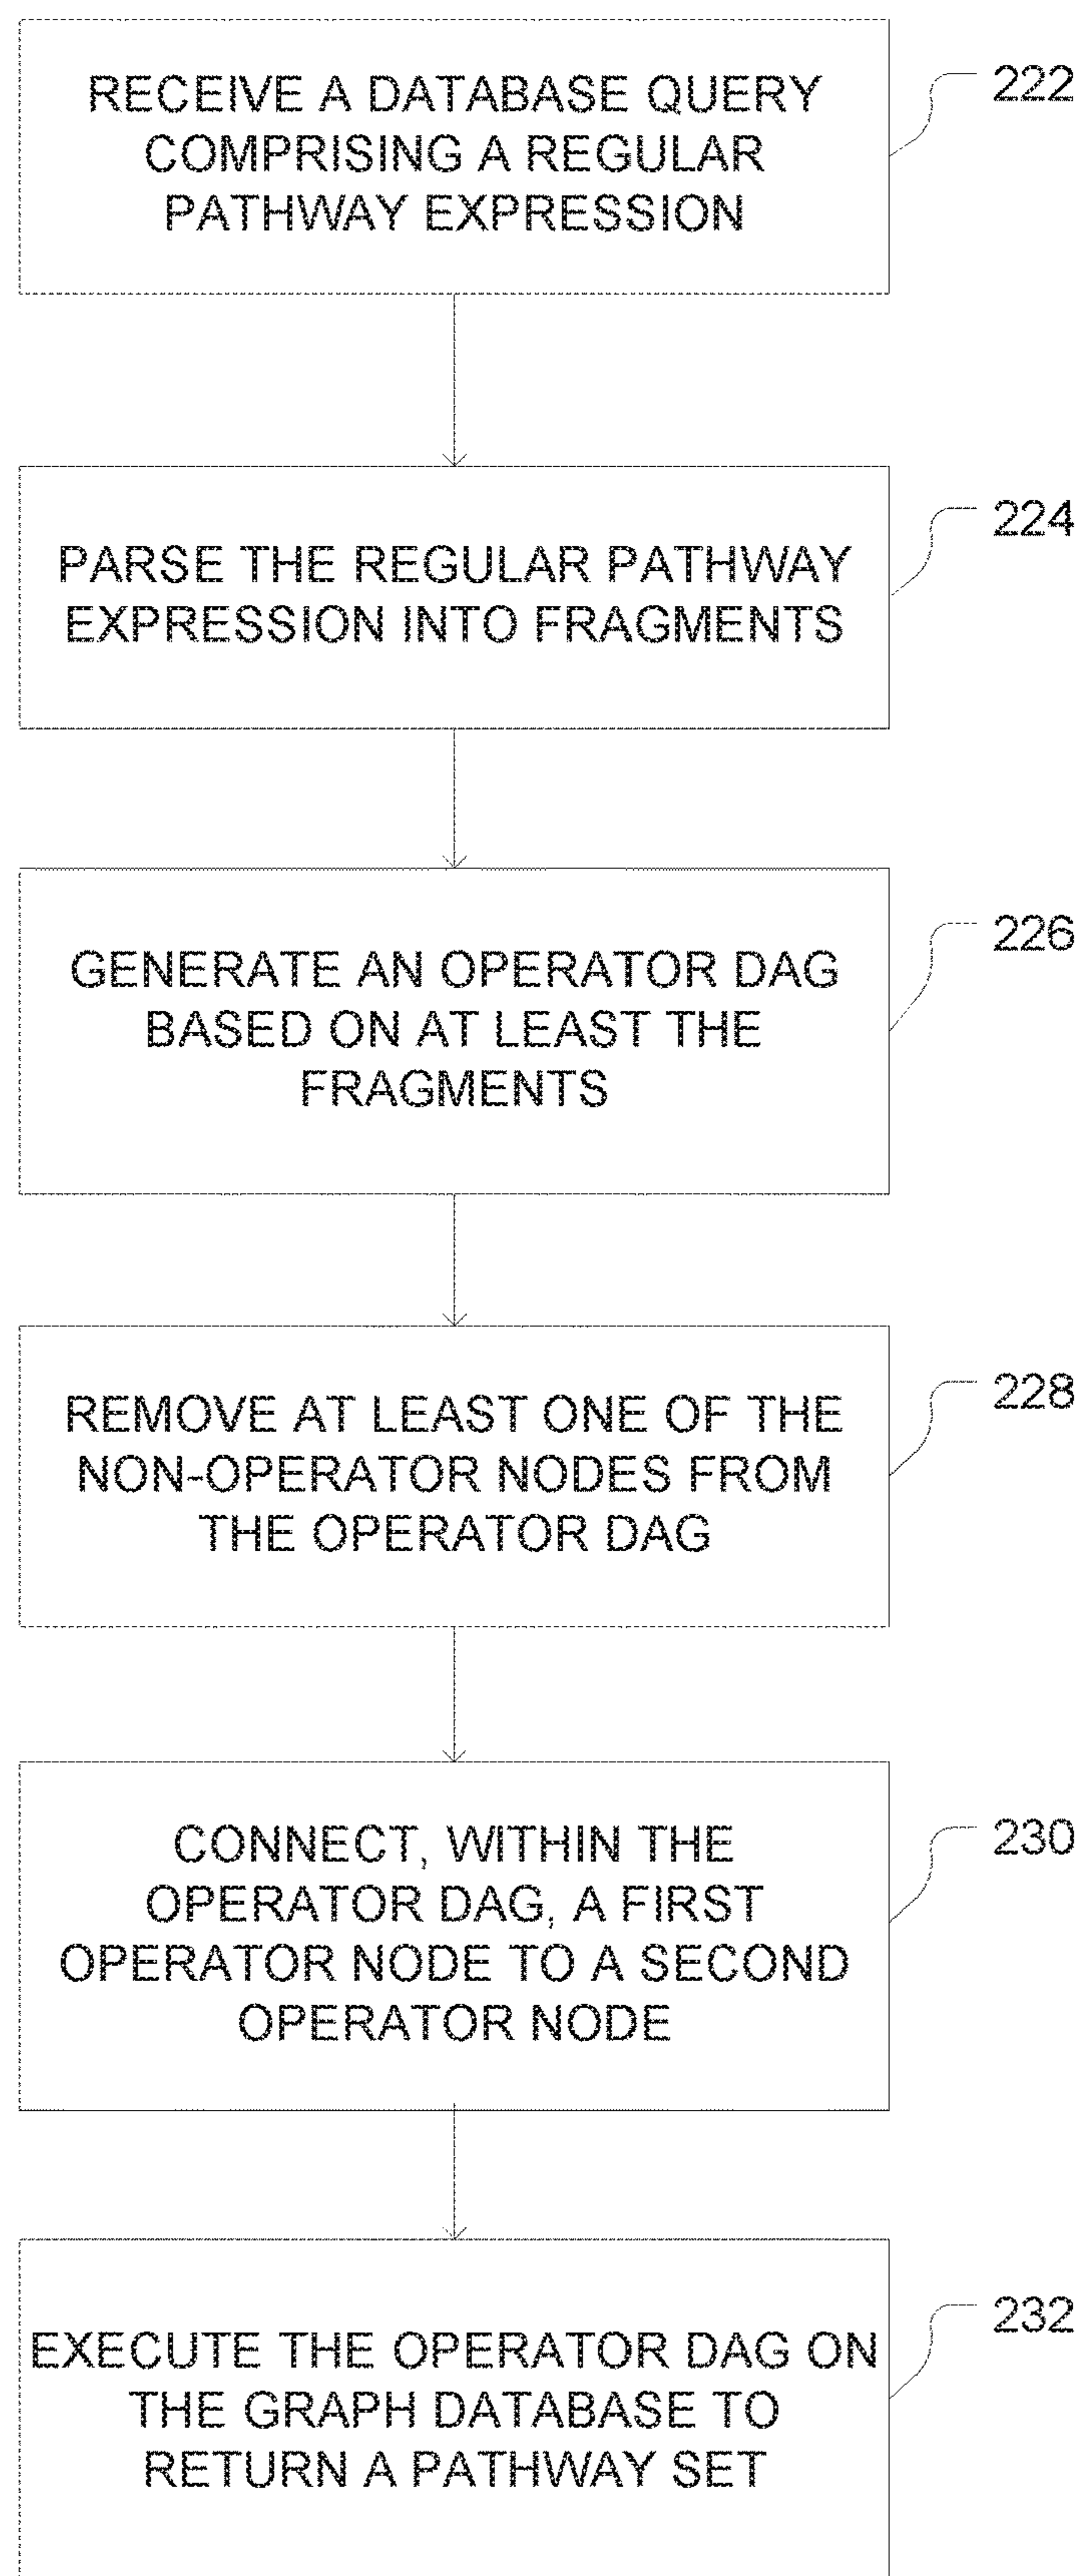 RECEIVE A DATABASE QUERY
COMPRISING A REGULAR
PATHWAY EXPRESSION
222
PARSE THE REGULAR PATHWAY
EXPRESSION INTO FRAGMENTS
224
GENERATE AN OPERATOR DAG
BASED ON AT LEAST THE
FRAGMENTS
226
REMOVE AT LEAST ONE OF THE
NON-OPERATOR NODES FROM
THE OPERATOR DAG
228
CONNECT, WITHIN THE
OPERATOR DAG, A FIRST
OPERATOR NODE TO A SECOND
OPERATOR NODE
230
EXECUTE THE OPERATOR DAG ON
THE GRAPH DATABASE TO
RETURN A PATHWAY SET
232